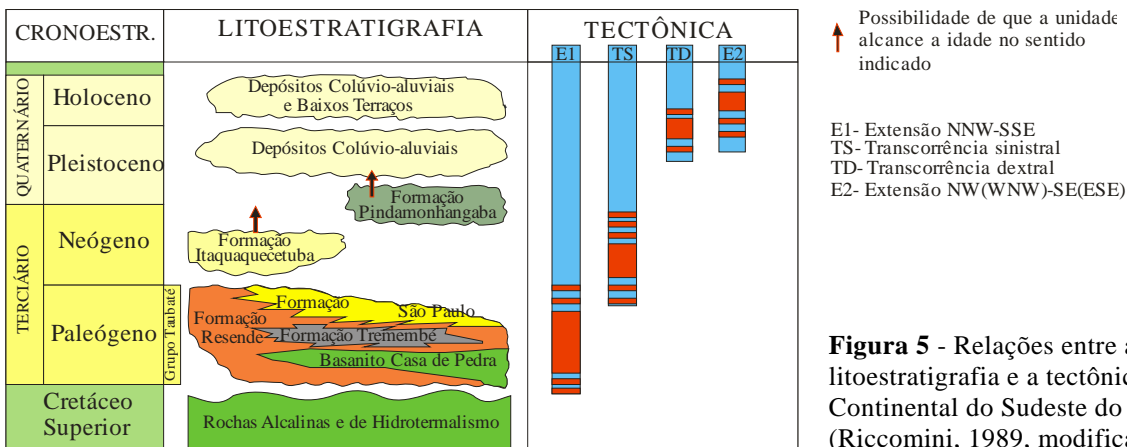 CRONOESTR.
LITOESTRATIGRAFIA
TECTÔNICA
E1 TS TD E2
QUATERNÁRIO
Holoceno
Pleistoceno
TERCIÁRIO
Neógeno
Paleógeno
Grupo Taubaté
Cretáceo
Superior
Depósitos Colúvio-aluviais
e Baixos Terraços
Depósitos Colúvio-aluviais
Formação
Pindamonhangaba
Formação
Itaquaquecetuba
Formação
São Paulo
Formação
Resende
Formação Tremembé
Basanito Casa de Pedra
Rochas Alcalinas e de Hidrotermalismo
Possibilidade de que a unidade
alcance a idade no sentido
indicado
E1- Extensão NNW-SSE
TS- Transcorrência sinistral
TD- Transcorrência dextral
E2- Extensão NW(WNW)-SE(ESE)
Figura 5 - Relações entre a
litoestratigrafia e a
Continental do Sudeste do
(Riccomini, 1989,